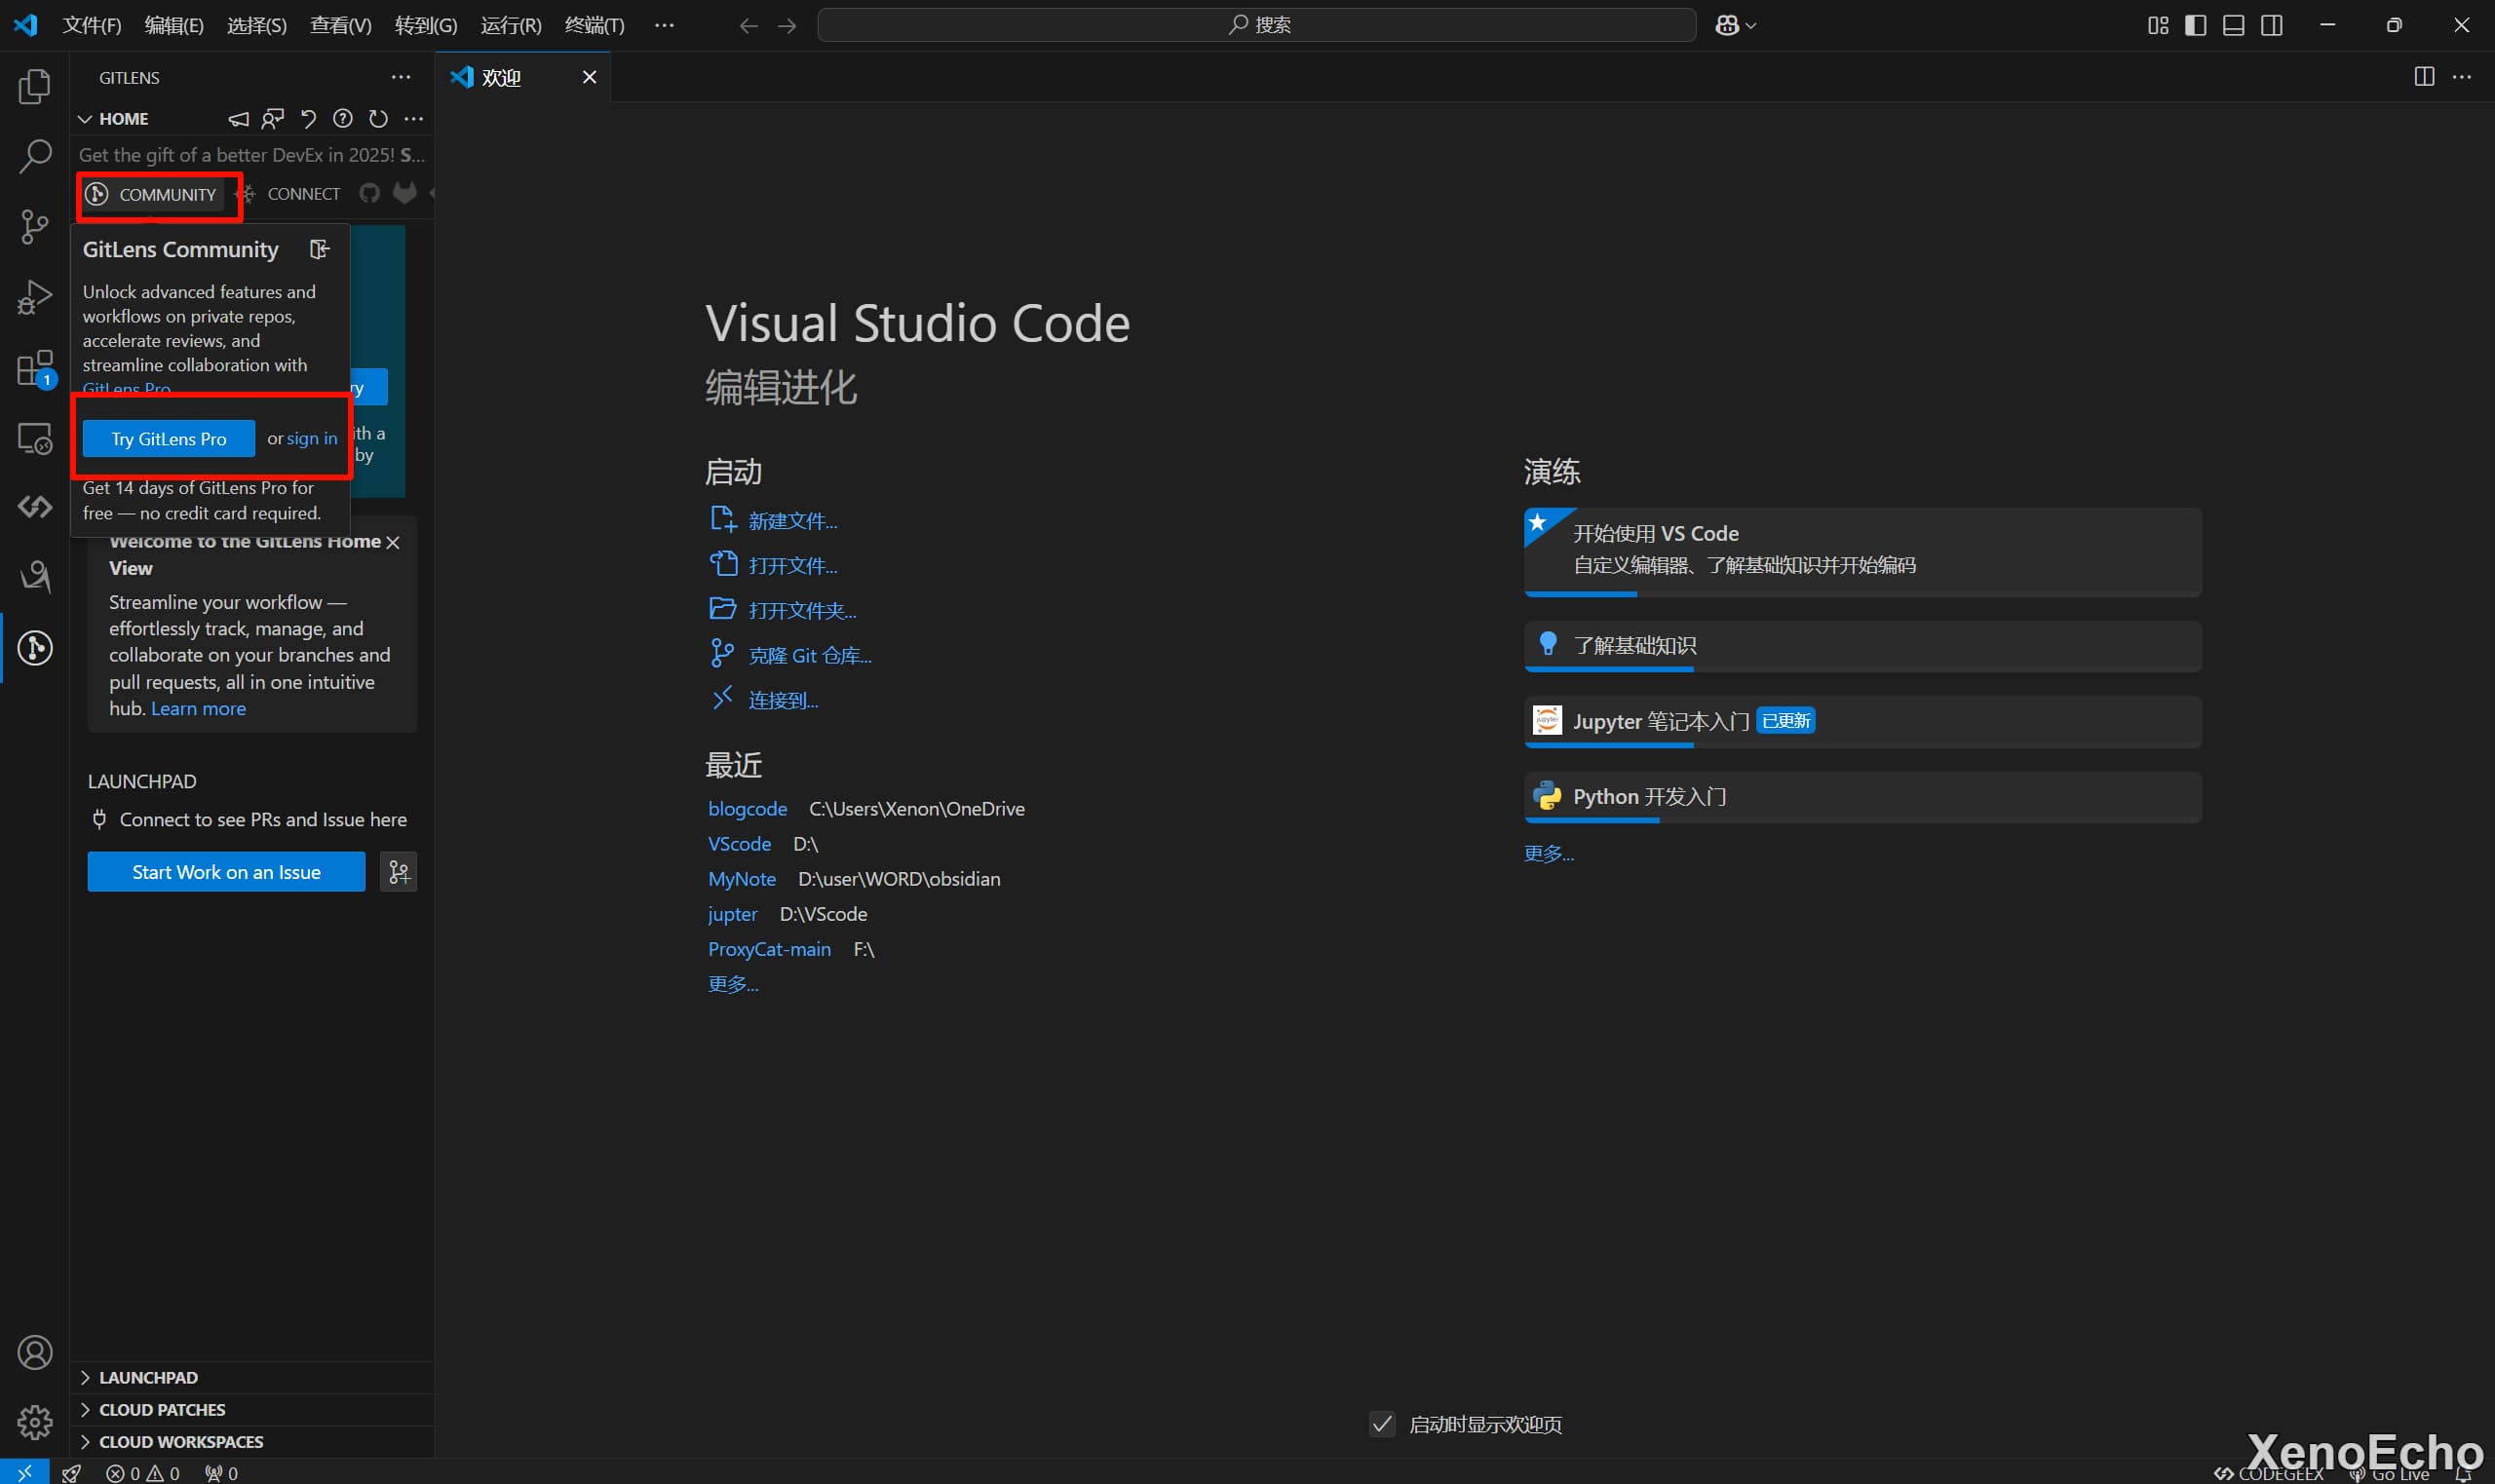 文件(F) 编辑(E) 选择(S) 查看(V) 转到(G) 运行(R) 终端(T) ···
搜索
GITLENS
欢迎
HOME
Get the gift of a better DevEx in 2025! S...
COMMUNITY
CONNECT
GitLens Community
Unlock advanced features and
workflows on private repos,
accelerate reviews, and
streamline collaboration with
GitLens Pro
ry
Try GitLens Pro
or sign in
ith a
by
Get 14 days of GitLens Pro for
free — no credit card required.
1
Welcome to the GitLens Home
View
Streamline your workflow —
effortlessly track, manage, and
collaborate on your branches and
pull requests, all in one intuitive
hub. Learn more
LAUNCHPAD
Connect to see PRs and Issue here
Start Work on an Issue
LAUNCHPAD
CLOUD PATCHES
CLOUD WORKSPACES
Visual Studio Code
编辑进化
启动
新建文件...
打开文件...
打开文件夹...
克隆 Git 仓库...
连接到...
最近
blogcode C:\Users\Xenon\OneDrive
VScode D:\
MyNote D:\user\WORD\obsidian
jupter D:\VScode
ProxyCat-main F:\
更多...
演练
开始使用 VS Code
自定义编辑器、了解基础知识并开始编码
了解基础知识
jupyter
Jupyter 笔记本入门 已更新
Python 开发入门
更多...
启动时显示欢迎页
0 0 0
CODEGEEX
Go Live
XenoEcho